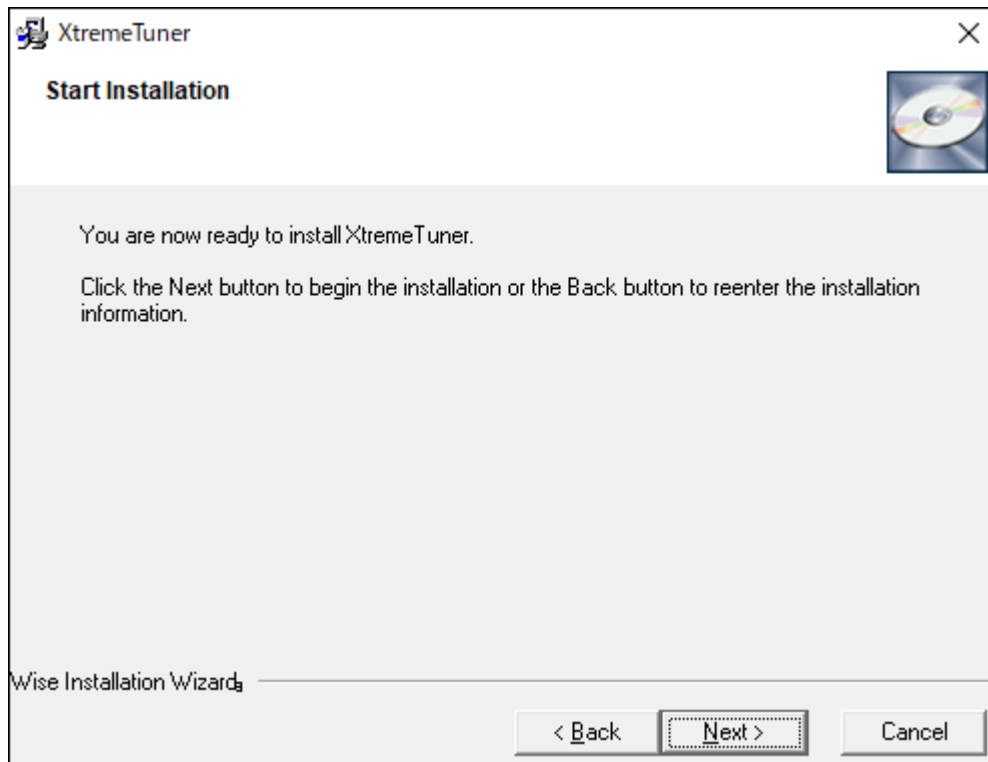 XtremeTuner
Start Installation
You are now ready to install XtremeTuner.
Click the Next button to begin the installation or the Back button to reenter the installation
information.
Wise Installation Wizard
< Back
Next >
Cancel